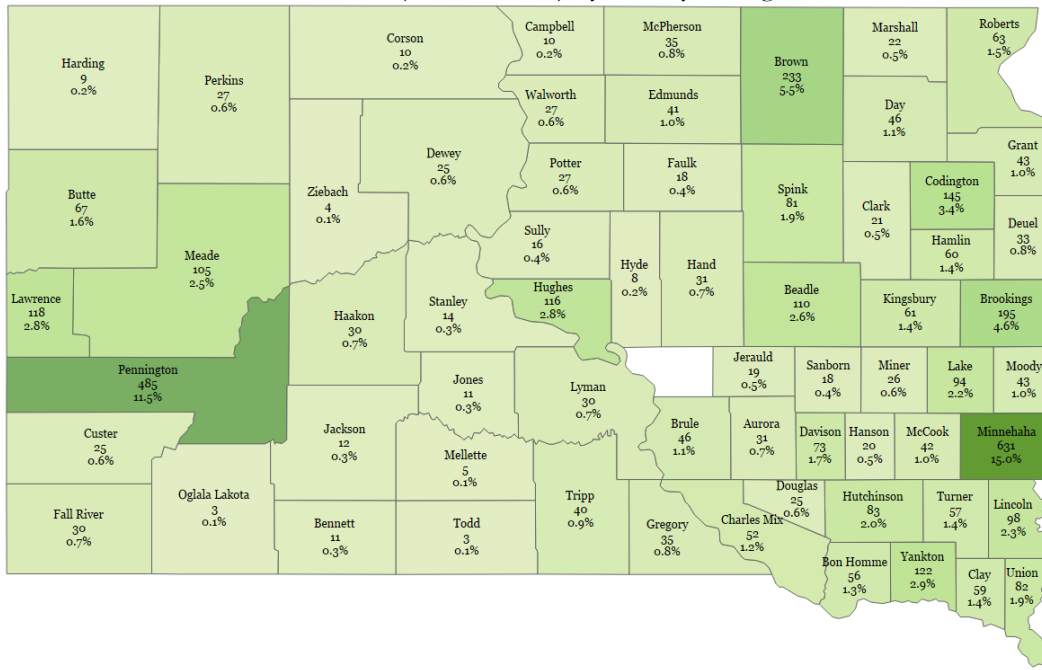 Harding
9
0.2%
Perkins
27
0.6%
Corson
10
0.2%
Campbell
10
0.2%
McPherson
35
0.8%
Brown
233
5.5%
Marshall
22
0.5%
Roberts
63
1.5%
Walworth
27
0.6%
Edmunds
41
1.0%
Day
46
1.1%
Grant
43
1.0%
Butte
67
1.6%
Ziebach
4
0.1%
Dewey
25
0.6%
Potter
27
0.6%
Faulk
18
0.4%
Spink
81
1.9%
Clark
21
0.5%
Codington
145
3.4%
Deuel
33
0.8%
Meade
105
2.5%
Sully
16
0.4%
Hyde
8
0.2%
Hand
31
0.7%
Hamlin
60
1.4%
Lawrence
118
2.8%
Haakon
30
0.7%
Stanley
14
0.3%
Hughes
116
2.8%
Beadle
110
2.6%
Kingsbury
61
1.4%
Brookings
195
4.6%
Pennington
485
11.5%
Jones
11
0.3%
Lyman
30
0.7%
Jerauld
19
0.5%
Sanborn
18
0.4%
Miner
26
0.6%
Lake
94
2.2%
Moody
43
1.0%
Custer
25
0.6%
Jackson
12
0.3%
Mellette
5
0.1%
Brule
46
1.1%
Aurora
31
0.7%
Davison
73
1.7%
Hanson
20
0.5%
McCook
42
1.0%
Minnehaha
631
15.0%
Fall River
30
0.7%
Oglala Lakota
3
0.1%
Bennett
11
0.3%
Todd
3
0.1%
Tripp
40
0.9%
Gregory
35
0.8%
Charles Mix
52
1.2%
Douglas
25
0.6%
Hutchinson
83
2.0%
Turner
57
1.4%
Lincoln
98
2.3%
Bon Homme
56
1.3%
Yankton
122
2.9%
Clay
59
1.4%
Union
82
1.9%